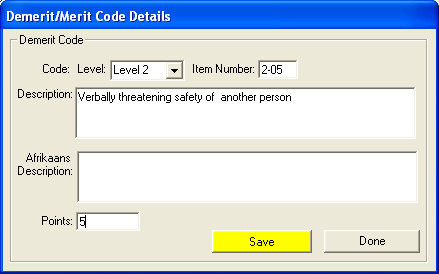 Demerit/Merit Code Details
Demerit Code
Code: Level: Level 2 Item Number: 2-05
Description: Verbally threatening safety of  another person
Afrikaans
Description:
Points: 5
Save Done